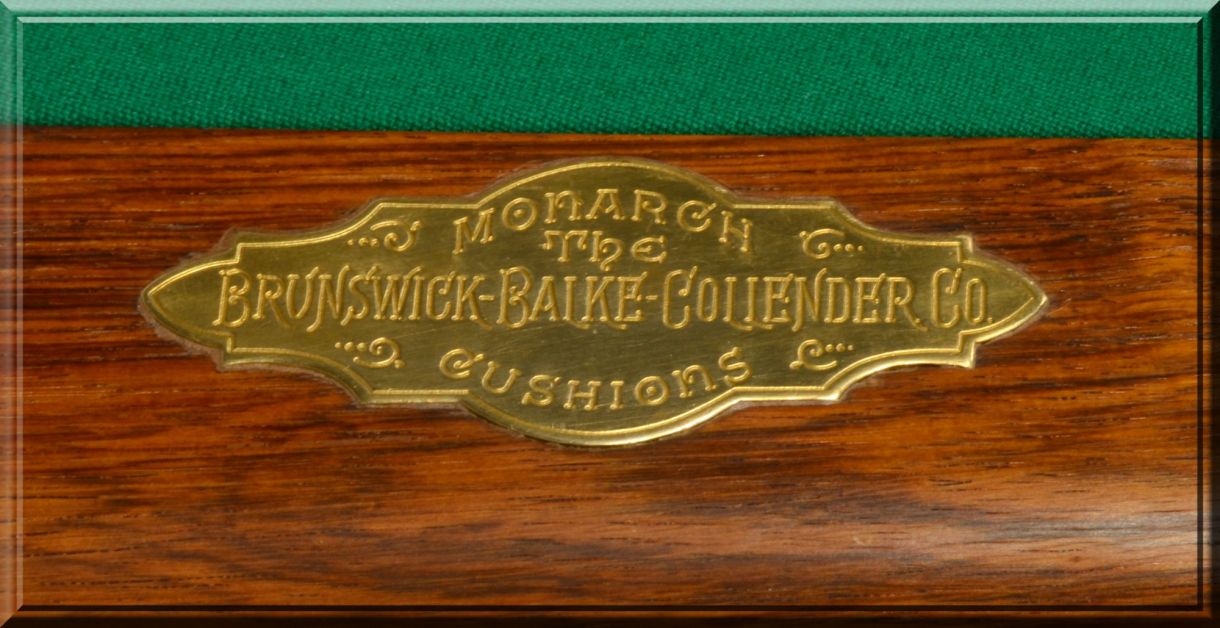 MONARCH
THE
BRUNSWICK-BALKE-COLLENDER CO.
CUSHIONS